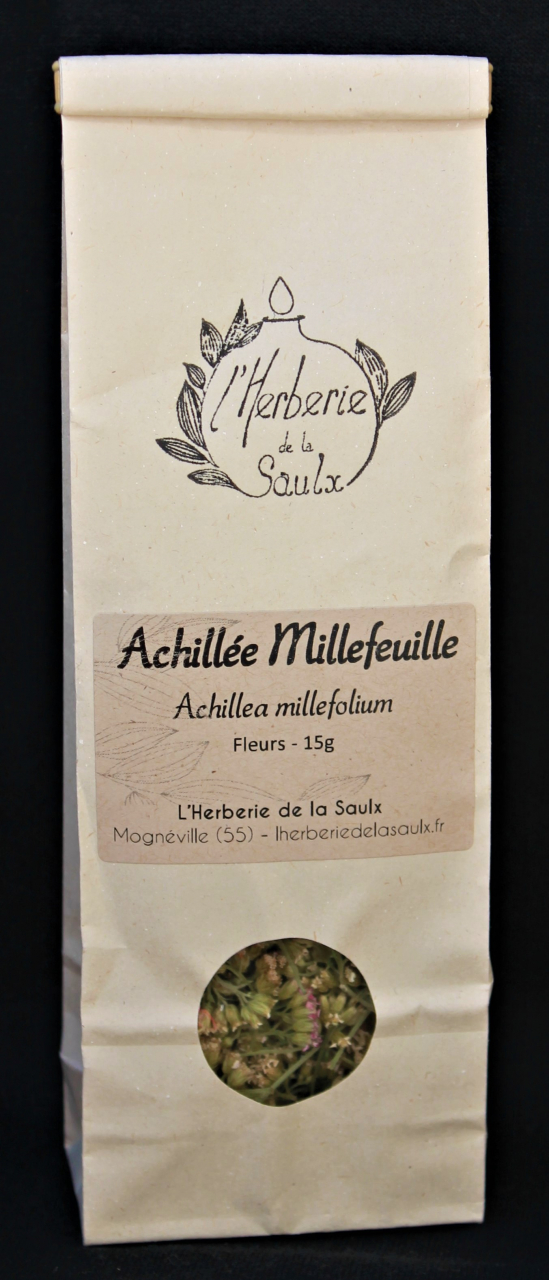 l'Herberie
de la
Saulx
Achillée Millefeuille
Achillea millefolium
Fleurs - 15g
L'Herberie de la Saulx
Mognéville (55) - lherberiedelasaulx.fr